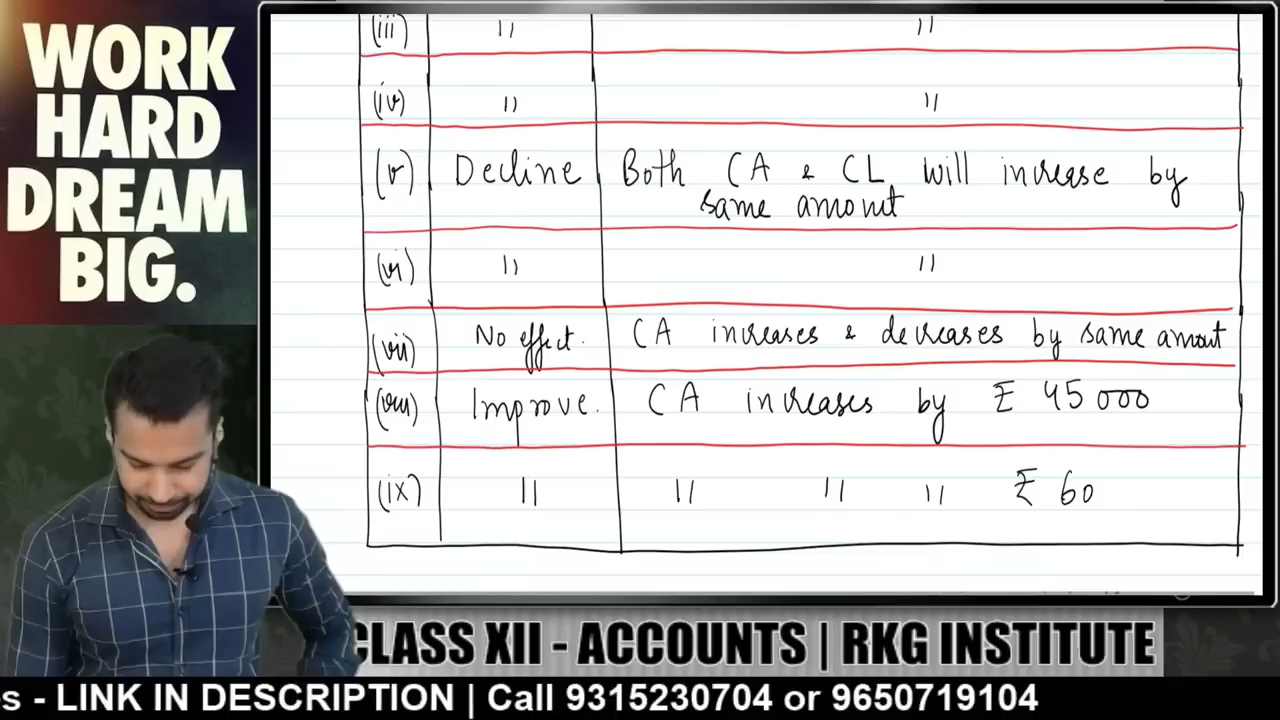 WORK
HARD
DREAM
BIG.
(iii) " "
(iv) " "
(v) Decline Both CA & CL will increase by
same amount
(vi) " "
(vii) No effect. CA increases & decreases by same amout
(viii) Improve. CA increases by ₹ 45000
(ix) " " " " ₹ 60
CLASS XII - ACCOUNTS | RKG INSTITUTE
s - LINK IN DESCRIPTION | Call 9315230704 or 9650719104